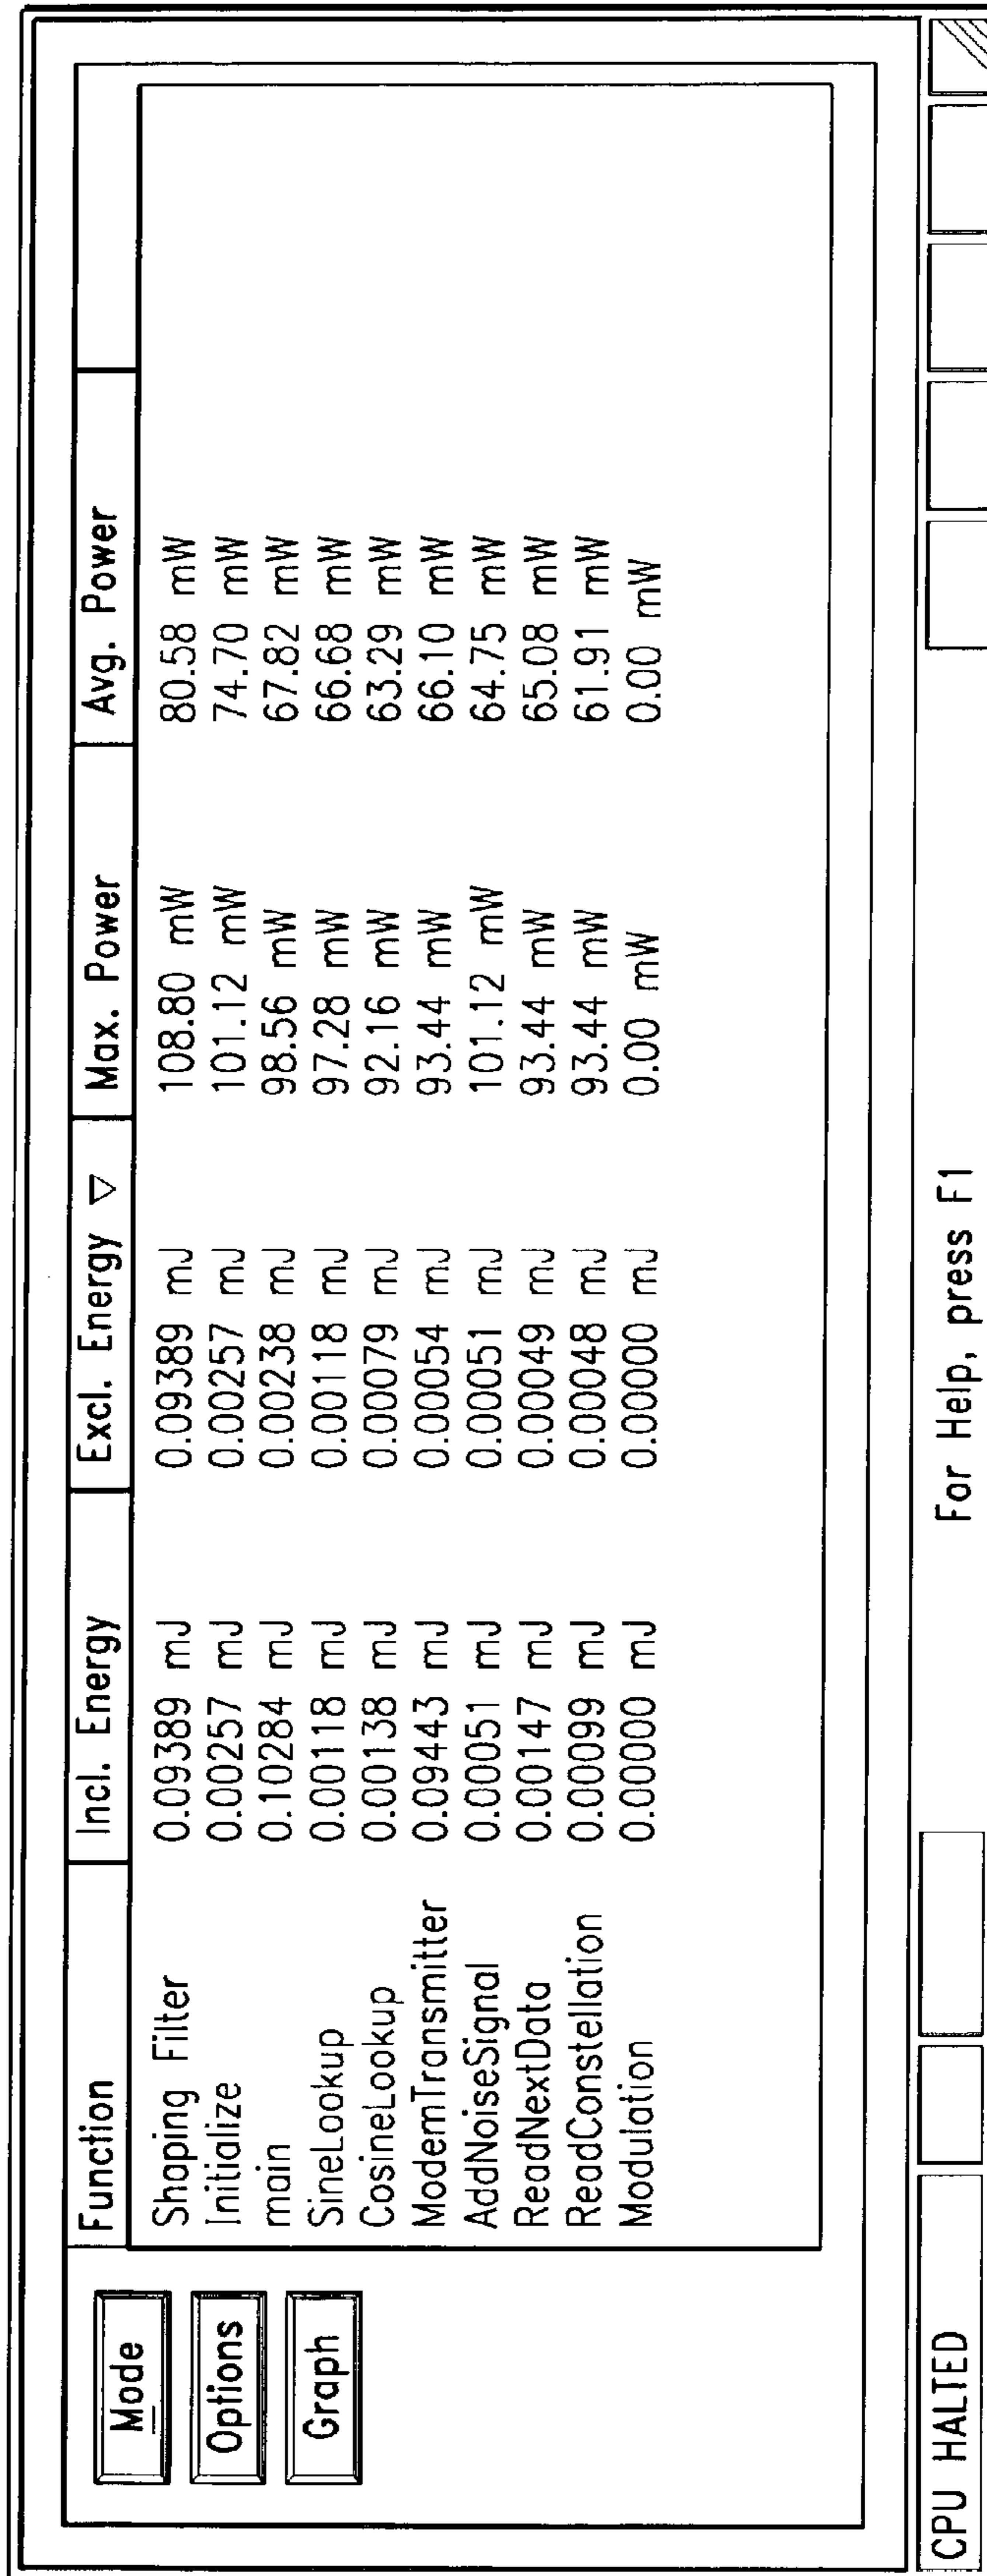 Mode
Options
Graph
Function Incl. Energy Excl. Energy ▽ Max. Power Avg. Power
Shaping Filter 0.09389 mJ 0.09389 mJ 108.80 mW 80.58 mW
Initialize 0.00257 mJ 0.00257 mJ 101.12 mW 74.70 mW
main 0.10284 mJ 0.00238 mJ 98.56 mW 67.82 mW
SineLookup 0.00118 mJ 0.00118 mJ 97.28 mW 66.68 mW
CosineLookup 0.00138 mJ 0.00079 mJ 92.16 mW 63.29 mW
ModemTransmitter 0.09443 mJ 0.00054 mJ 93.44 mW 66.10 mW
AddNoiseSignal 0.00051 mJ 0.00051 mJ 101.12 mW 64.75 mW
ReadNextData 0.00147 mJ 0.00049 mJ 93.44 mW 65.08 mW
ReadConstellation 0.00099 mJ 0.00048 mJ 93.44 mW 61.91 mW
Modulation 0.00000 mJ 0.00000 mJ 0.00 mW 0.00 mW
CPU HALTED For Help, press F1